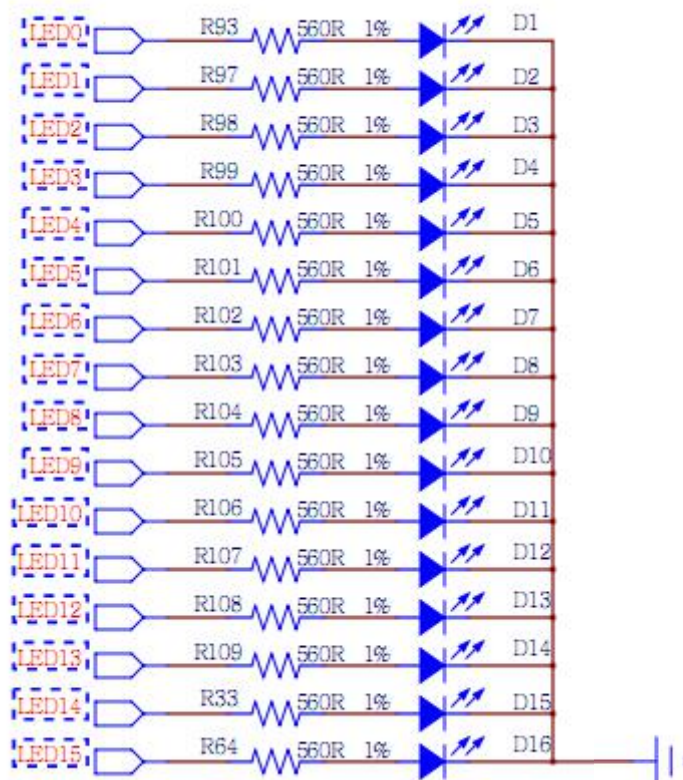 LED0 R93 560R 1% D1
LED1 R97 560R 1% D2
LED2 R98 560R 1% D3
LED3 R99 560R 1% D4
LED4 R100 560R 1% D5
LED5 R101 560R 1% D6
LED6 R102 560R 1% D7
LED7 R103 560R 1% D8
LED8 R104 560R 1% D9
LED9 R105 560R 1% D10
LED10 R106 560R 1% D11
LED11 R107 560R 1% D12
LED12 R108 560R 1% D13
LED13 R109 560R 1% D14
LED14 R33 560R 1% D15
LED15 R64 560R 1% D16